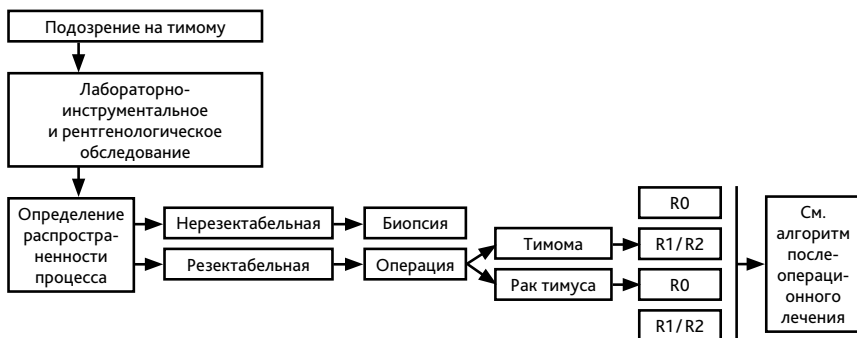 Подозрение на тимому
Лабораторно-
инструментальное
и рентгенологическое
обследование
Определение
распростра-
ненности
процесса
Нерезектабельная
Биопсия
Резектабельная
Операция
Тимома
Рак тимуса
R0
R1/R2
R0
R1/R2
См.
алгоритм
после-
операци-
онного
лечения